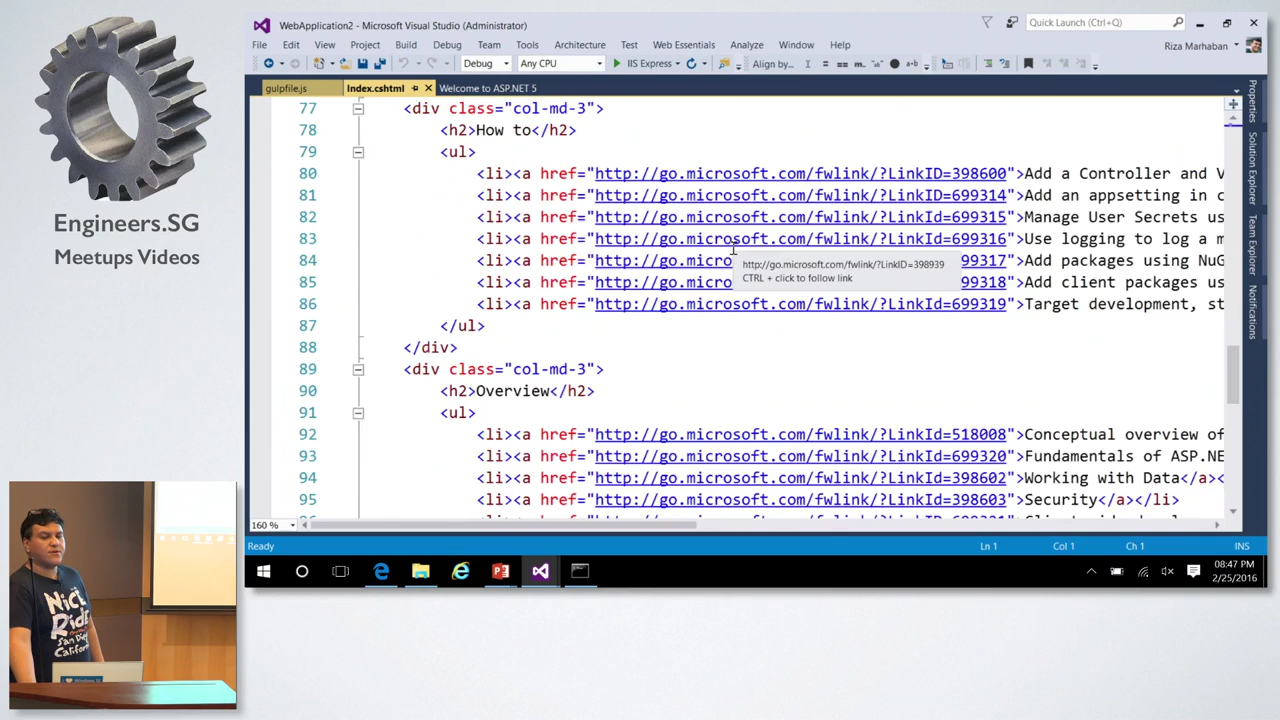 Engineers.SG
Meetups Videos
WebApplication2 - Microsoft Visual Studio (Administrator)
Quick Launch (Ctrl+Q)
File Edit View Project Build Debug Team Tools Architecture Test Web Essentials Analyze Window Help
Riza Marhaban
Debug Any CPU IIS Express Align by...
gulpfile.js Index.cshtml Welcome to ASP.NET 5
77 <div class="col-md-3">
78 <h2>How to</h2>
79 <ul>
80 <li><a href="http://go.microsoft.com/fwlink/?LinkID=398600">Add a Controller and V
81 <li><a href="http://go.microsoft.com/fwlink/?LinkID=699314">Add an appsetting in c
82 <li><a href="http://go.microsoft.com/fwlink/?LinkID=699315">Manage User Secrets us
83 <li><a href="http://go.microsoft.com/fwlink/?LinkID=699316">Use logging to log a m
84 <li><a href="http://go.micro 99317">Add packages using NuG
http://go.microsoft.com/fwlink/?LinkID=398939
CTRL + click to follow link
85 <li><a href="http://go.micro 99318">Add client packages us
86 <li><a href="http://go.microsoft.com/fwlink/?LinkID=699319">Target development, st
87 </ul>
88 </div>
89 <div class="col-md-3">
90 <h2>Overview</h2>
91 <ul>
92 <li><a href="http://go.microsoft.com/fwlink/?LinkId=518008">Conceptual overview of
93 <li><a href="http://go.microsoft.com/fwlink/?LinkId=699320">Fundamentals of ASP.NE
94 <li><a href="http://go.microsoft.com/fwlink/?LinkId=398602">Working with Data</a><
95 <li><a href="http://go.microsoft.com/fwlink/?LinkId=398603">Security</a></li>
Properties
Solution Explorer
Team Explorer
Notifications
160 %
Ready Ln 1 Col 1 Ch 1 INS
08:47 PM
2/25/2016
Nice
Ride
San Diego
California